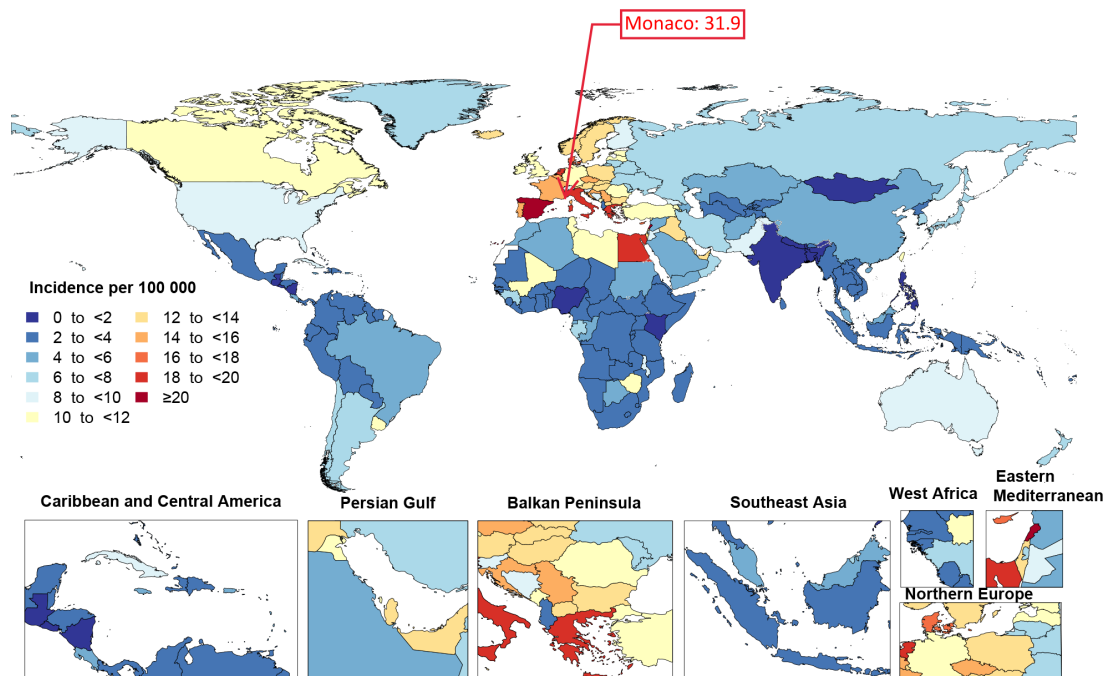 Monaco: 31.9
Incidence per 100 000
0 to <2
2 to <4
4 to <6
6 to <8
8 to <10
10 to <12
12 to <14
14 to <16
16 to <18
18 to <20
≥20
Caribbean and Central America
Persian Gulf
Balkan Peninsula
Southeast Asia
West Africa
Eastern
Mediterranean
Northern Europe